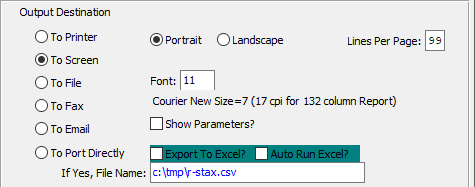 Output Destination
To Printer
Portrait
Landscape
Lines Per Page: 99
To Screen
To File
Font: 11
To Fax
Courier New Size=7 (17 cpi for 132 column Report)
To Email
Show Parameters?
To Port Directly
Export To Excel?
Auto Run Excel?
If Yes, File Name: c:\tmp\r-stax.csv